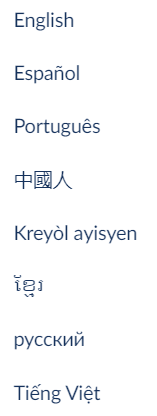 English
Español
Português
中國人
Kreyòl ayisyen
ខ្មែរ
русский
Tiếng Việt